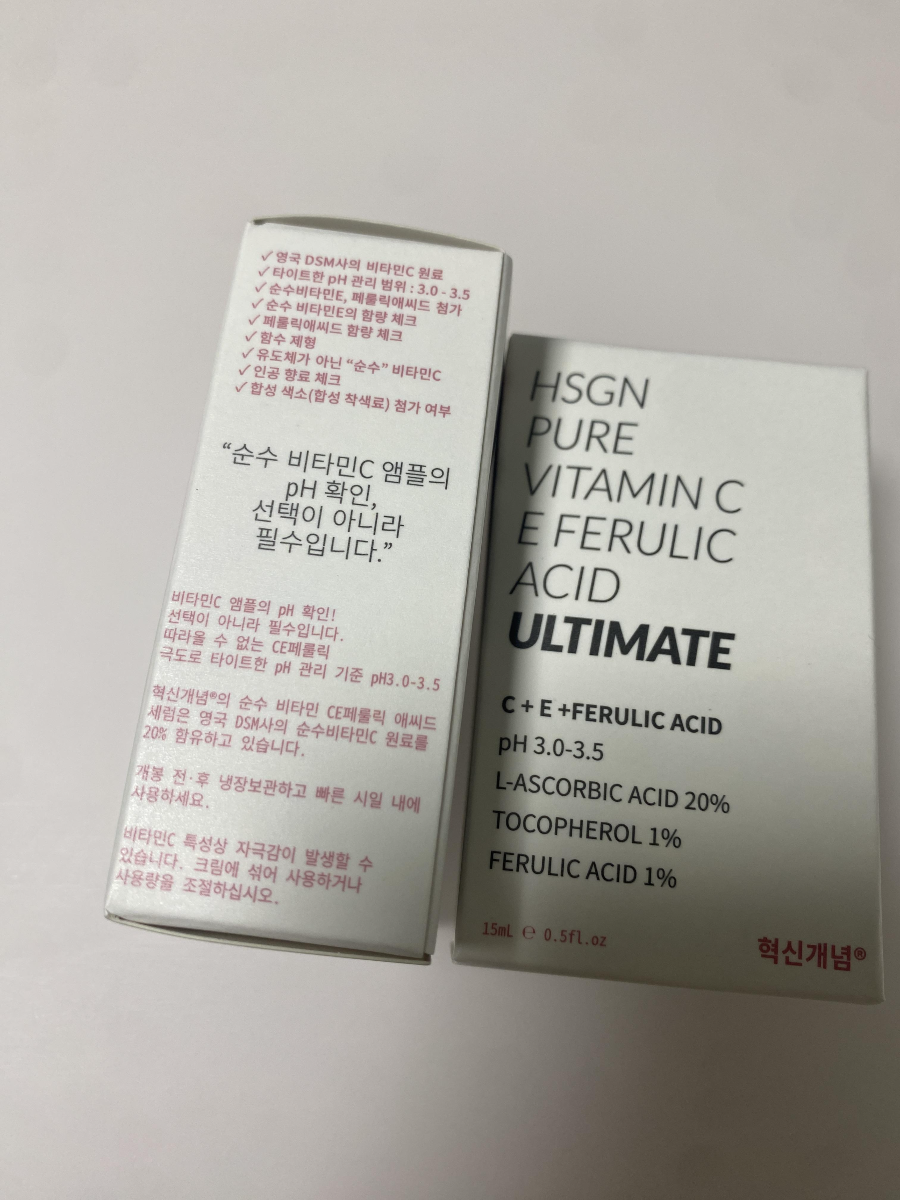 ✓ 영국 DSM사의 비타민C 원료
✓ 타이트한 pH 관리 범위 : 3.0 - 3.5
✓ 순수비타민E, 페룰릭애씨드 첨가
✓ 순수 비타민E의 함량 체크
✓ 페룰릭애씨드 함량 체크
✓ 함수 제형
✓ 유도체가 아닌 “순수” 비타민C
✓ 인공 향료 체크
✓ 합성 색소(합성 착색료) 첨가 여부
“순수 비타민C 앰플의
pH 확인,
선택이 아니라
필수입니다.”
비타민C 앰플의 pH 확인!
선택이 아니라 필수입니다.
따라올 수 없는 CE페룰릭
극도로 타이트한 pH 관리 기준 pH3.0-3.5
혁신개념®의 순수 비타민 CE페룰릭 애씨드
세럼은 영국 DSM사의 순수비타민C 원료를
20% 함유하고 있습니다.
개봉 전·후 냉장보관하고 빠른 시일 내에
사용하세요.
비타민C 특성상 자극감이 발생할 수
있습니다. 크림에 섞어 사용하거나
사용량을 조절하십시오.
HSGN
PURE
VITAMIN C
E FERULIC
ACID
ULTIMATE
C + E +FERULIC ACID
pH 3.0-3.5
L-ASCORBIC ACID 20%
TOCOPHEROL 1%
FERULIC ACID 1%
15mL ℮ 0.5fl.oz
혁신개념®